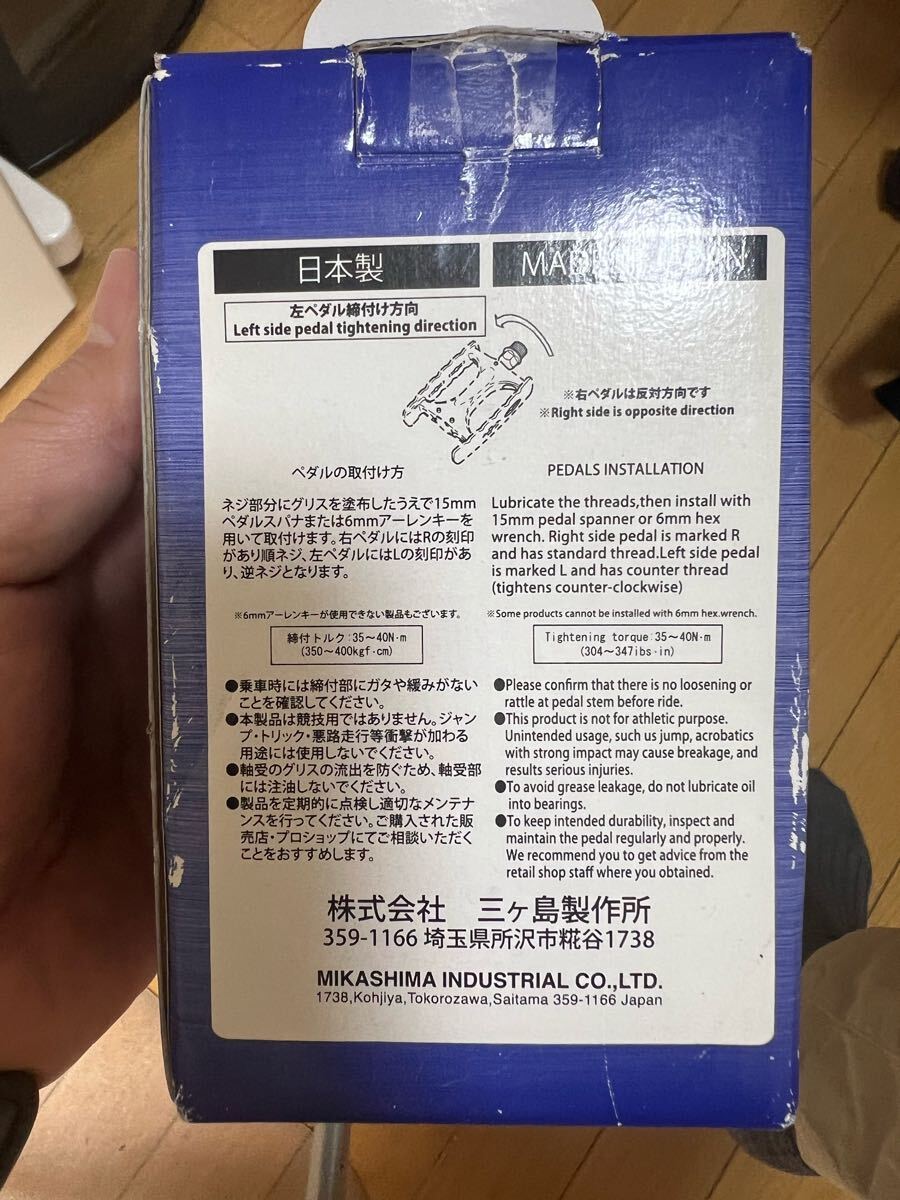 日本製
MADE IN JAPAN
左ペダル締付け方向
Left side pedal tightening direction
※右ペダルは反対方向です
※Right side is opposite direction
ペダルの取付け方
ネジ部分にグリスを塗布したうえで15mm
ペダルスパナまたは6mmアーレンキーを
用いて取付けます。右ペダルにはRの刻印
があり順ネジ、左ペダルにはLの刻印があ
り、逆ネジとなります。
※6mmアーレンキーが使用できない製品もございます。
締付トルク:35～40N·m
(350～400kgf·cm)
●乗車時には締付部にガタや緩みがない
ことを確認してください。
●本製品は競技用ではありません。ジャン
プ・トリック・悪路走行等衝撃が加わる
用途には使用しないでください。
●軸受のグリスの流出を防ぐため、軸受部
には注油しないでください。
●製品を定期的に点検し適切なメンテナ
ンスを行ってください。ご購入された販
売店・プロショップにてご相談いただく
ことをおすすめします。
PEDALS INSTALLATION
Lubricate the threads,then install with
15mm pedal spanner or 6mm hex
wrench. Right side pedal is marked R
and has standard thread.Left side pedal
is marked L and has counter thread
(tightens counter-clockwise)
※Some products cannot be installed with 6mm hex.wrench.
Tightening torque:35～40N·m
(304～347ibs·in)
●Please confirm that there is no loosening or
rattle at pedal stem before ride.
●This product is not for athletic purpose.
Unintended usage, such us jump, acrobatics
with strong impact may cause breakage, and
results serious injuries.
●To avoid grease leakage, do not lubricate oil
into bearings.
●To keep intended durability, inspect and
maintain the pedal regularly and properly.
We recommend you to get advice from the
retail shop staff where you obtained.
株式会社　三ヶ島製作所
359-1166 埼玉県所沢市糀谷1738
MIKASHIMA INDUSTRIAL CO.,LTD.
1738,Kohjiya,Tokorozawa,Saitama 359-1166 Japan